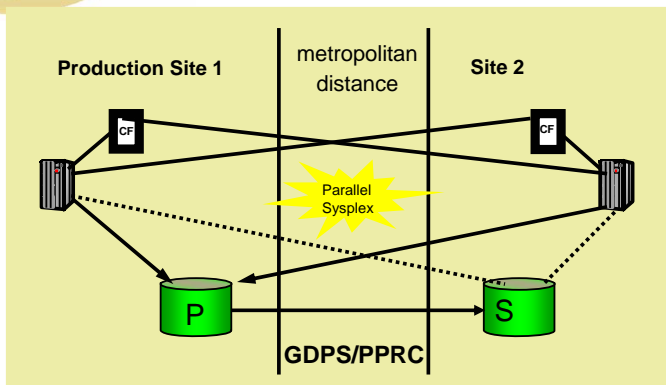 Production Site 1
metropolitan
distance
Site 2
CF
CF
Parallel
Sysplex
P
S
GDPS/PPRC